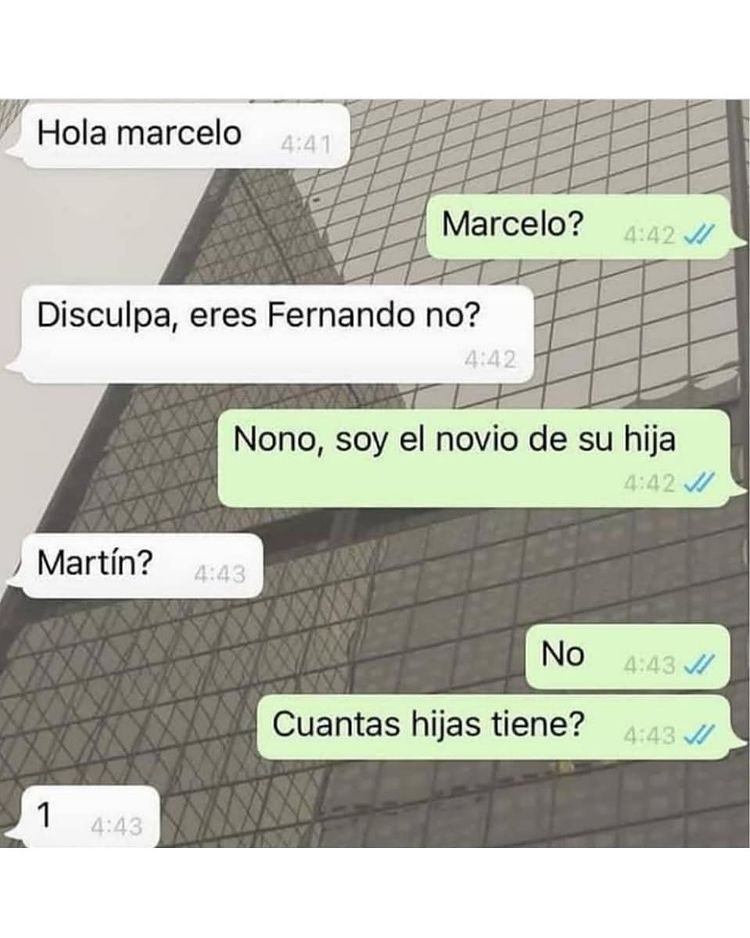 Hola marcelo 4:41
Marcelo? 4:42
Disculpa, eres Fernando no?
4:42
Nono, soy el novio de su hija
4:42
Martín? 4:43
No 4:43
Cuantas hijas tiene? 4:43
1 4:43